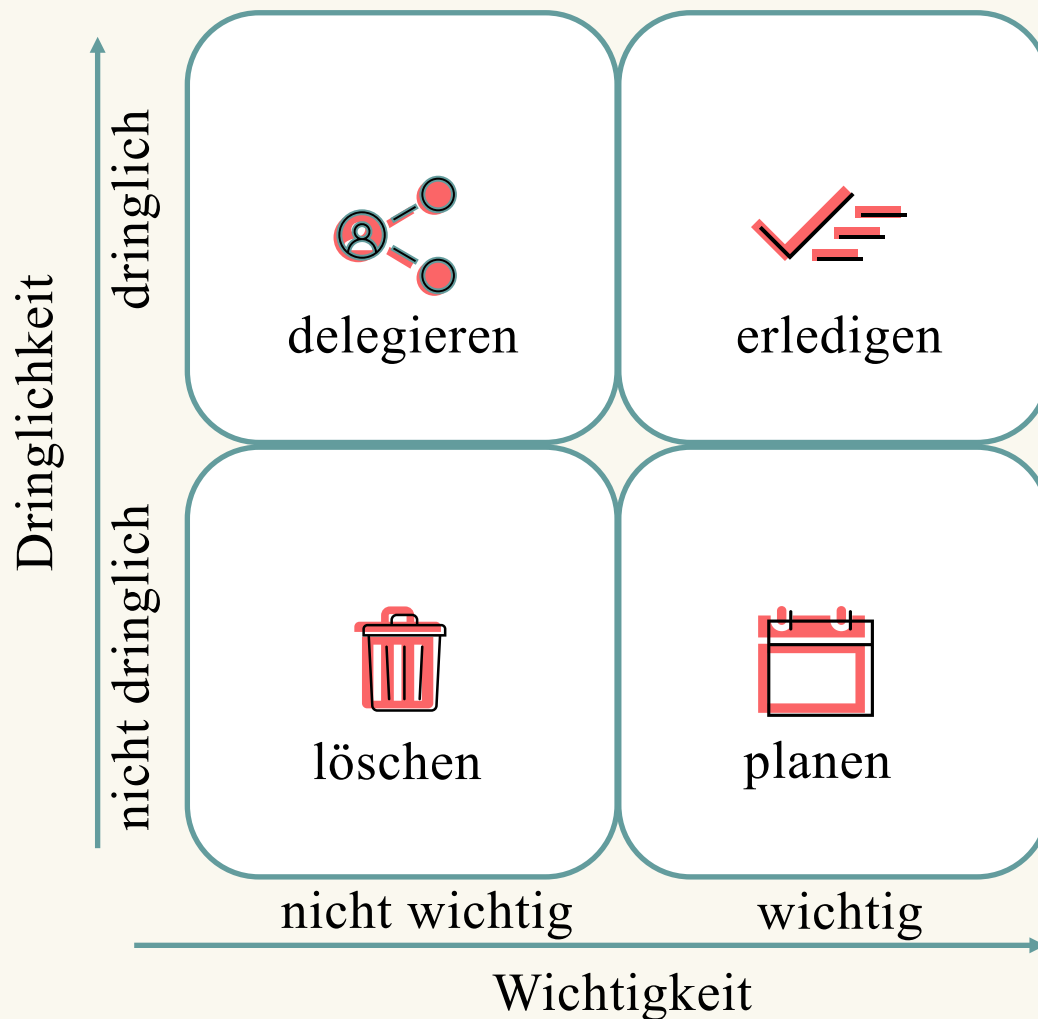 Dringlichkeit
dringlich
nicht dringlich
delegieren
erledigen
löschen
planen
nicht wichtig
wichtig
Wichtigkeit